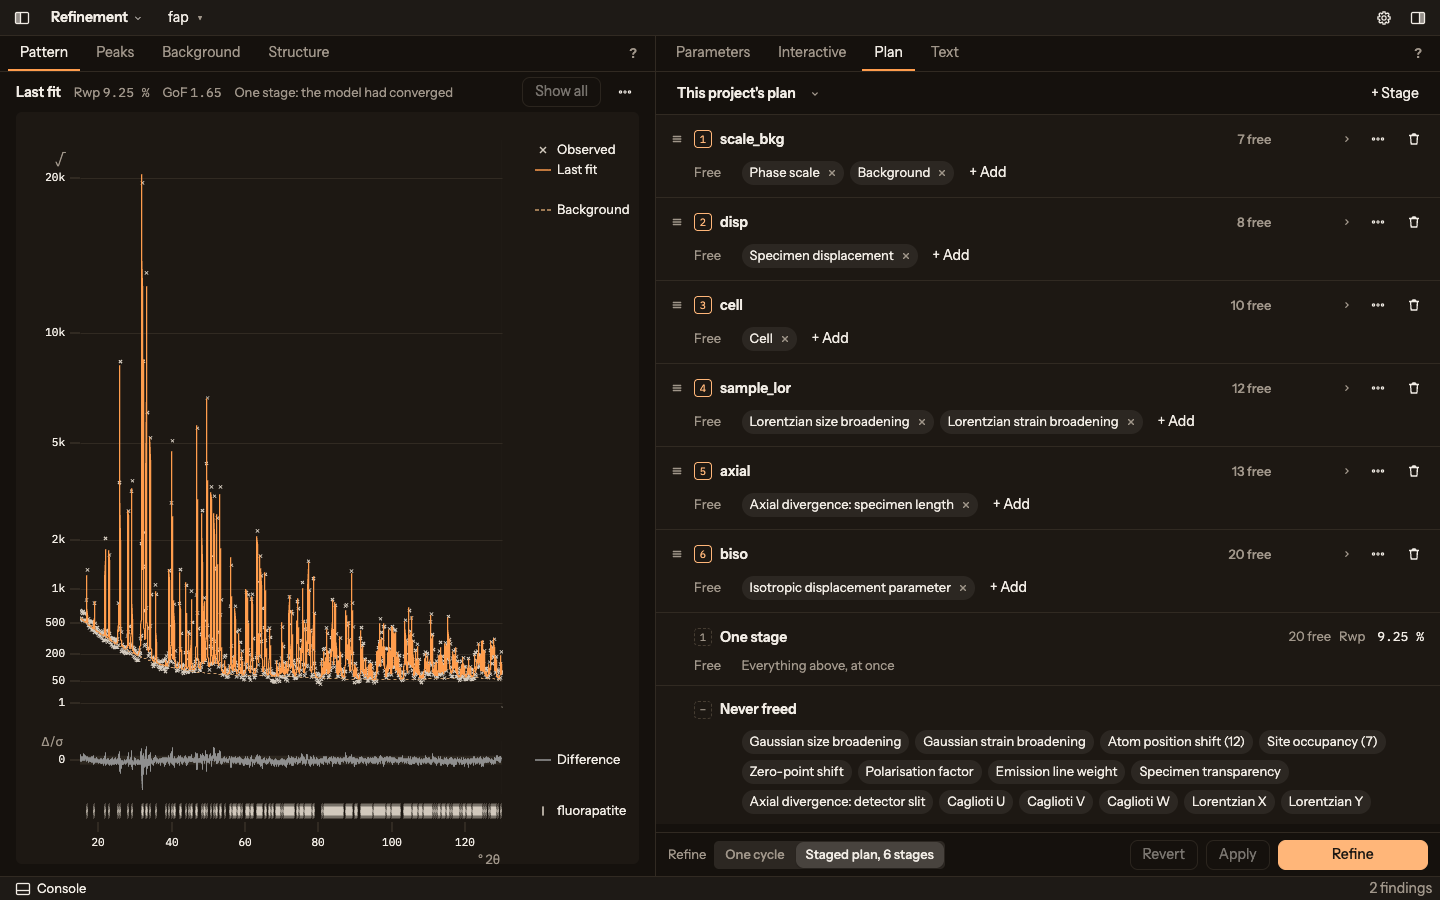 Refinement fap
Pattern Peaks Background Structure ?
Parameters Interactive Plan Text ?
Last fit Rwp 9.25 % GoF 1.65 One stage: the model had converged Show all
√
20k
10k
5k
2k
1k
500
200
50
1
Δ/σ
0
20 40 60 80 100 120
°2θ
Observed
Last fit
Background
Difference
fluorapatite
This project's plan + Stage
1 scale_bkg 7 free
Free Phase scale × Background × + Add
2 disp 8 free
Free Specimen displacement × + Add
3 cell 10 free
Free Cell × + Add
4 sample_lor 12 free
Free Lorentzian size broadening × Lorentzian strain broadening × + Add
5 axial 13 free
Free Axial divergence: specimen length × + Add
6 biso 20 free
Free Isotropic displacement parameter × + Add
1 One stage 20 free Rwp 9.25 %
Free Everything above, at once
– Never freed
Gaussian size broadening Gaussian strain broadening Atom position shift (12) Site occupancy (7)
Zero-point shift Polarisation factor Emission line weight Specimen transparency
Axial divergence: detector slit Caglioti U Caglioti V Caglioti W Lorentzian X Lorentzian Y
Refine One cycle Staged plan, 6 stages Revert Apply Refine
Console 2 findings